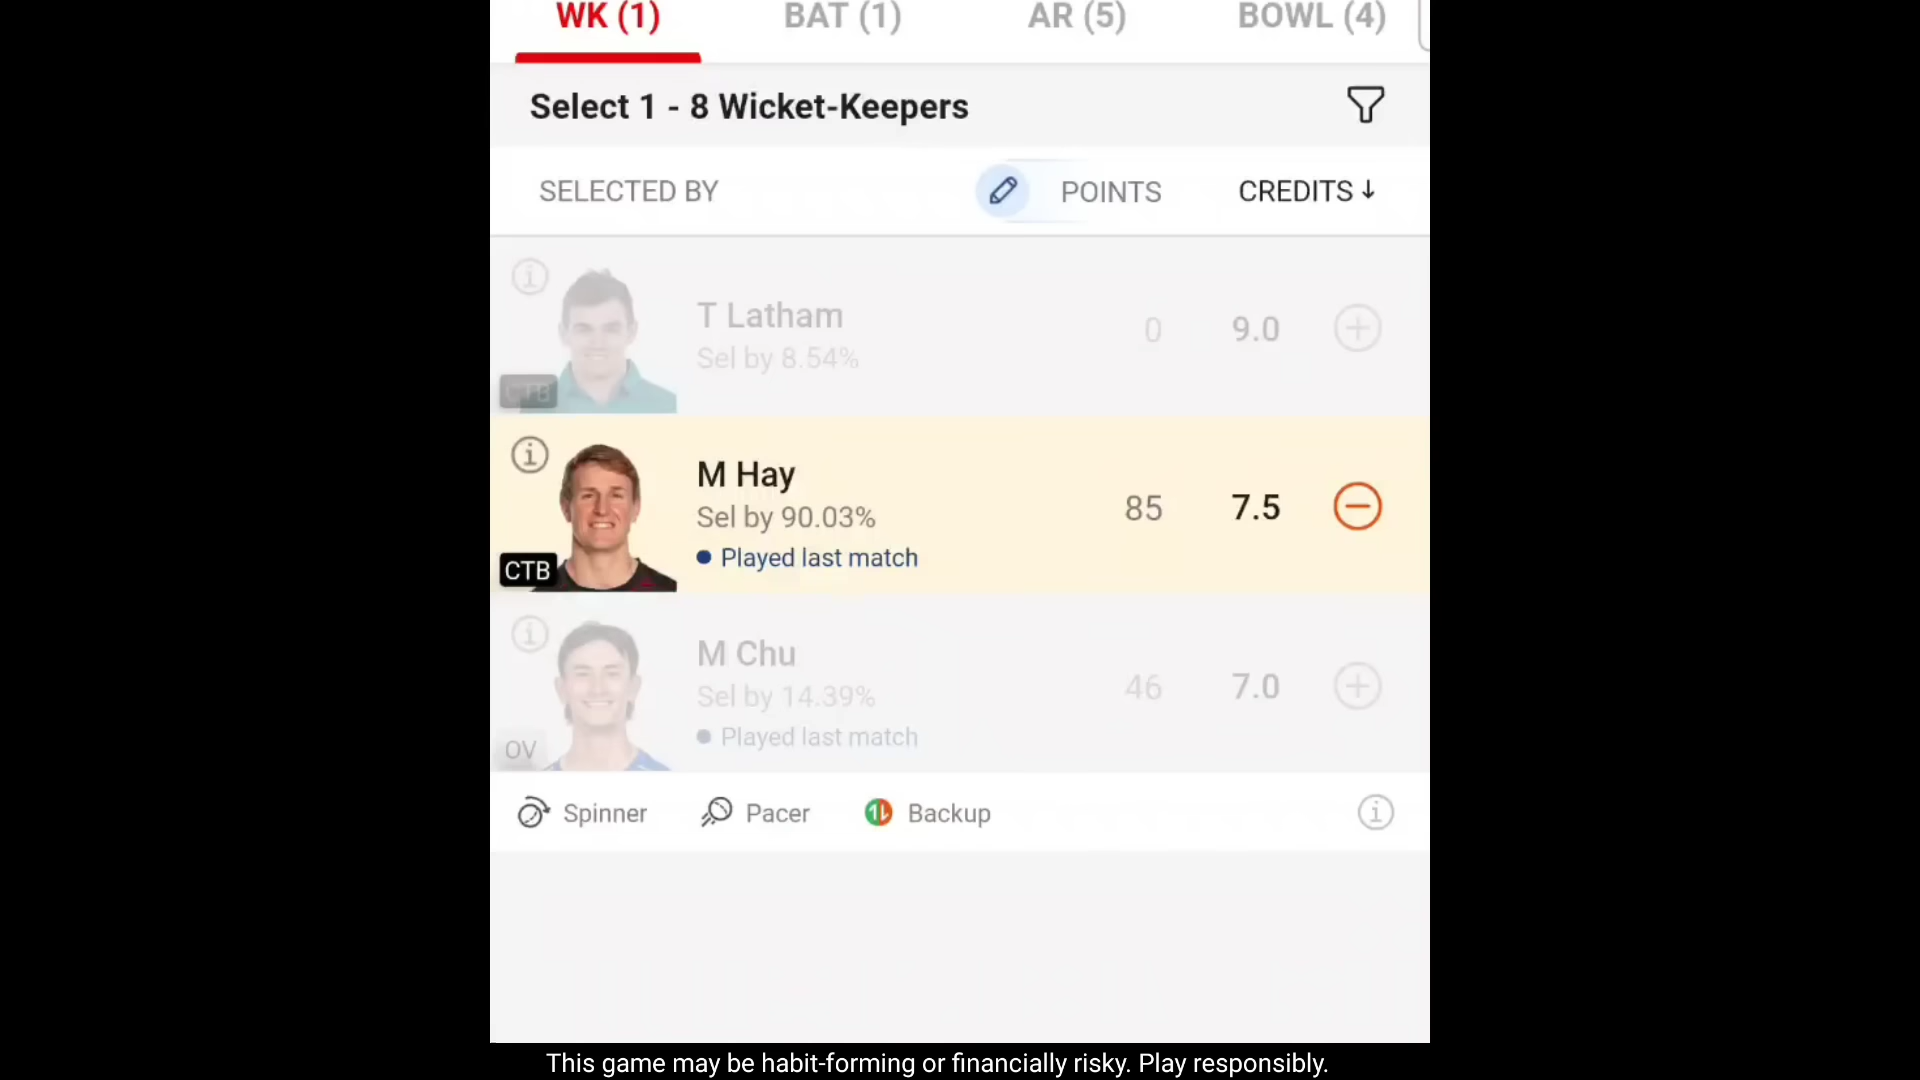 WK (1) BAT (1) AR (5) BOWL (4)
Select 1 - 8 Wicket-Keepers
SELECTED BY POINTS CREDITS ↓
T Latham
Sel by 8.54%
0 9.0
CTB
M Hay
Sel by 90.03%
Played last match
85 7.5
CTB
M Chu
Sel by 14.39%
Played last match
46 7.0
OV
Spinner Pacer Backup
This game may be habit-forming or financially risky. Play responsibly.